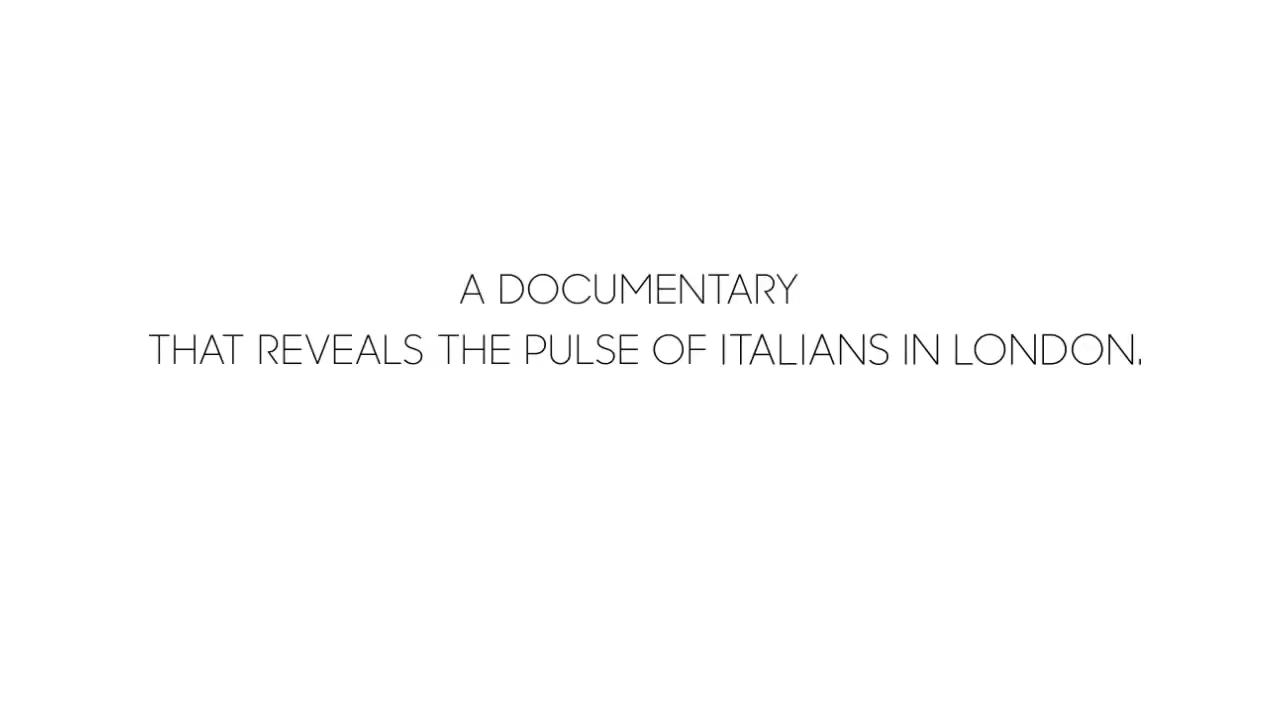 A DOCUMENTARY
THAT REVEALS THE PULSE OF ITALIANS IN LONDON.